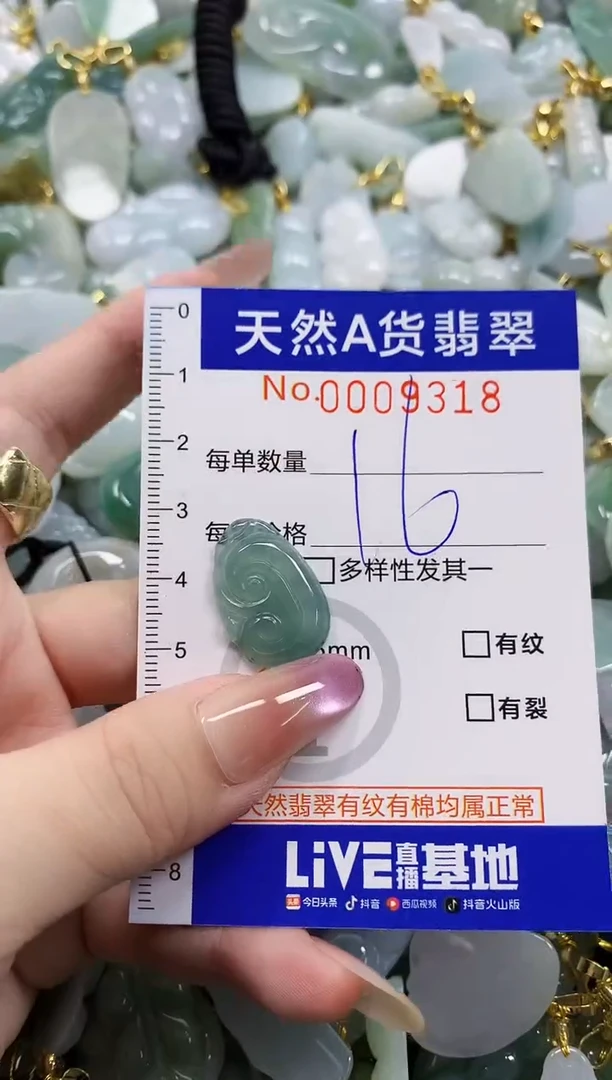 天然A货翡翠
No.0009318
每单数量
每 价格
16
多样性发其一
mm
有纹
有裂
天然翡翠有纹有棉均属正常
LiVE直播基地
头条 今日头条 抖音 西瓜视频 抖音火山版
0
1
2
3
4
5
8